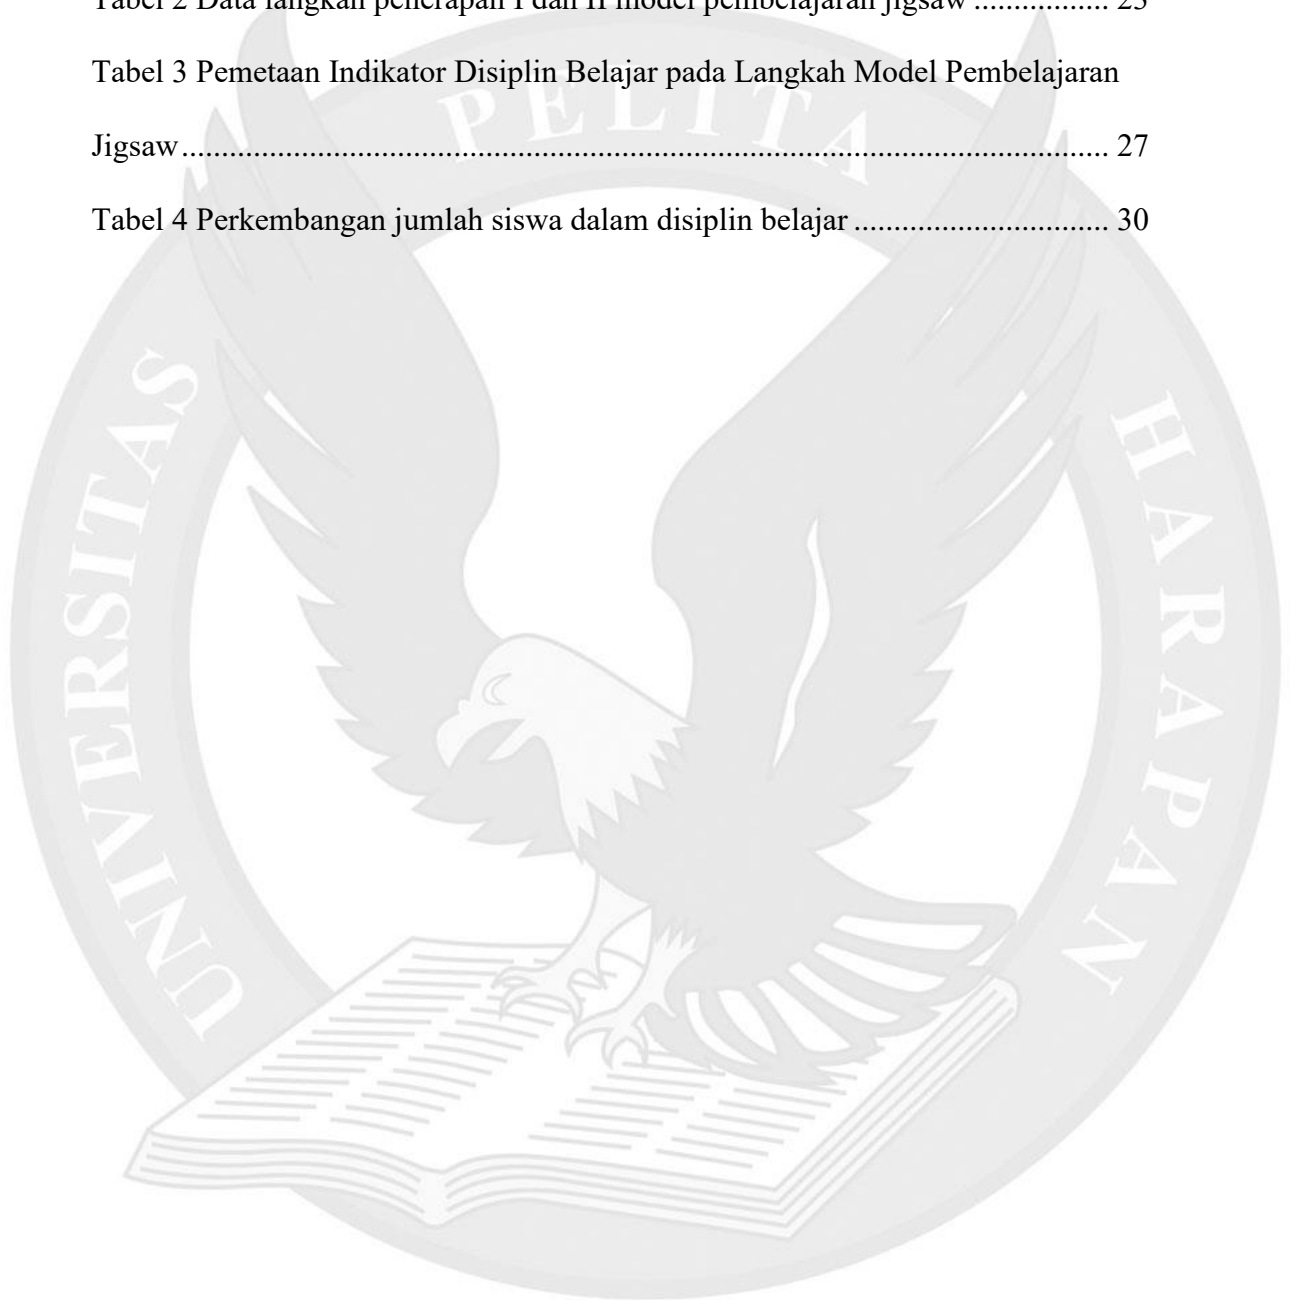 Tabel 2 Data langkah penerapan I dan II model pembelajaran jigsaw ................. 25
Tabel 3 Pemetaan Indikator Disiplin Belajar pada Langkah Model Pembelajaran
Jigsaw.................................................................................................................... 27
Tabel 4 Perkembangan jumlah siswa dalam disiplin belajar ................................ 30
UNIVERSITAS PELITA HARAPAN